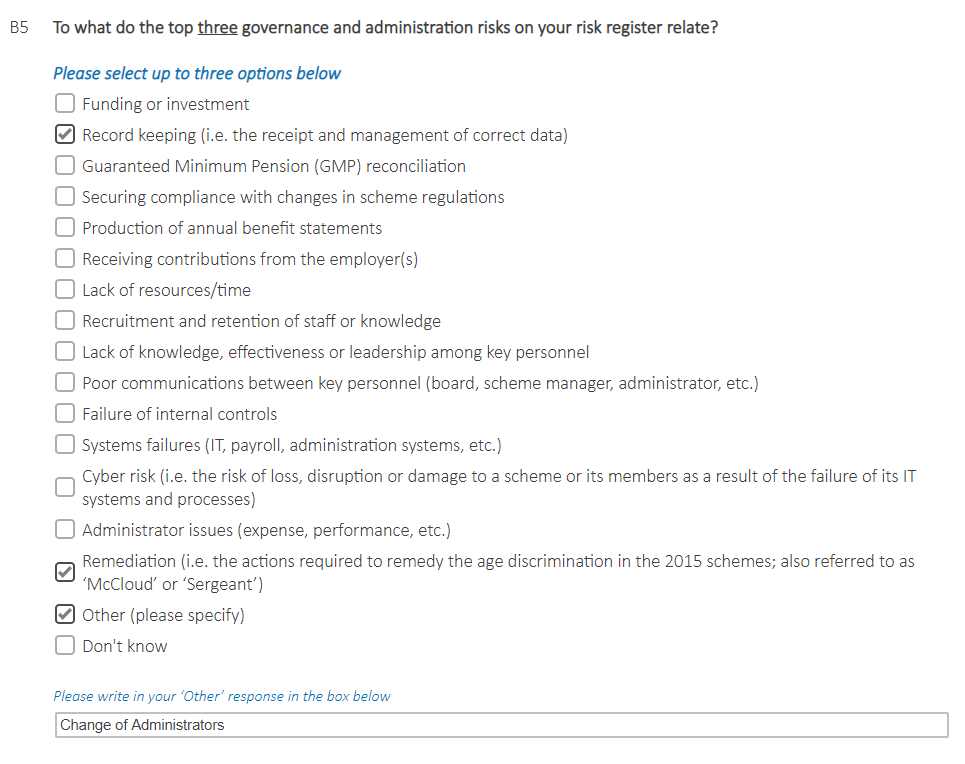 B5 To what do the top three governance and administration risks on your risk register relate?
Please select up to three options below
Funding or investment
Record keeping (i.e. the receipt and management of correct data)
Guaranteed Minimum Pension (GMP) reconciliation
Securing compliance with changes in scheme regulations
Production of annual benefit statements
Receiving contributions from the employer(s)
Lack of resources/time
Recruitment and retention of staff or knowledge
Lack of knowledge, effectiveness or leadership among key personnel
Poor communications between key personnel (board, scheme manager, administrator, etc.)
Failure of internal controls
Systems failures (IT, payroll, administration systems, etc.)
Cyber risk (i.e. the risk of loss, disruption or damage to a scheme or its members as a result of the failure of its IT
systems and processes)
Administrator issues (expense, performance, etc.)
Remediation (i.e. the actions required to remedy the age discrimination in the 2015 schemes; also referred to as
‘McCloud’ or ‘Sergeant’)
Other (please specify)
Don't know
Please write in your ‘Other’ response in the box below
Change of Administrators